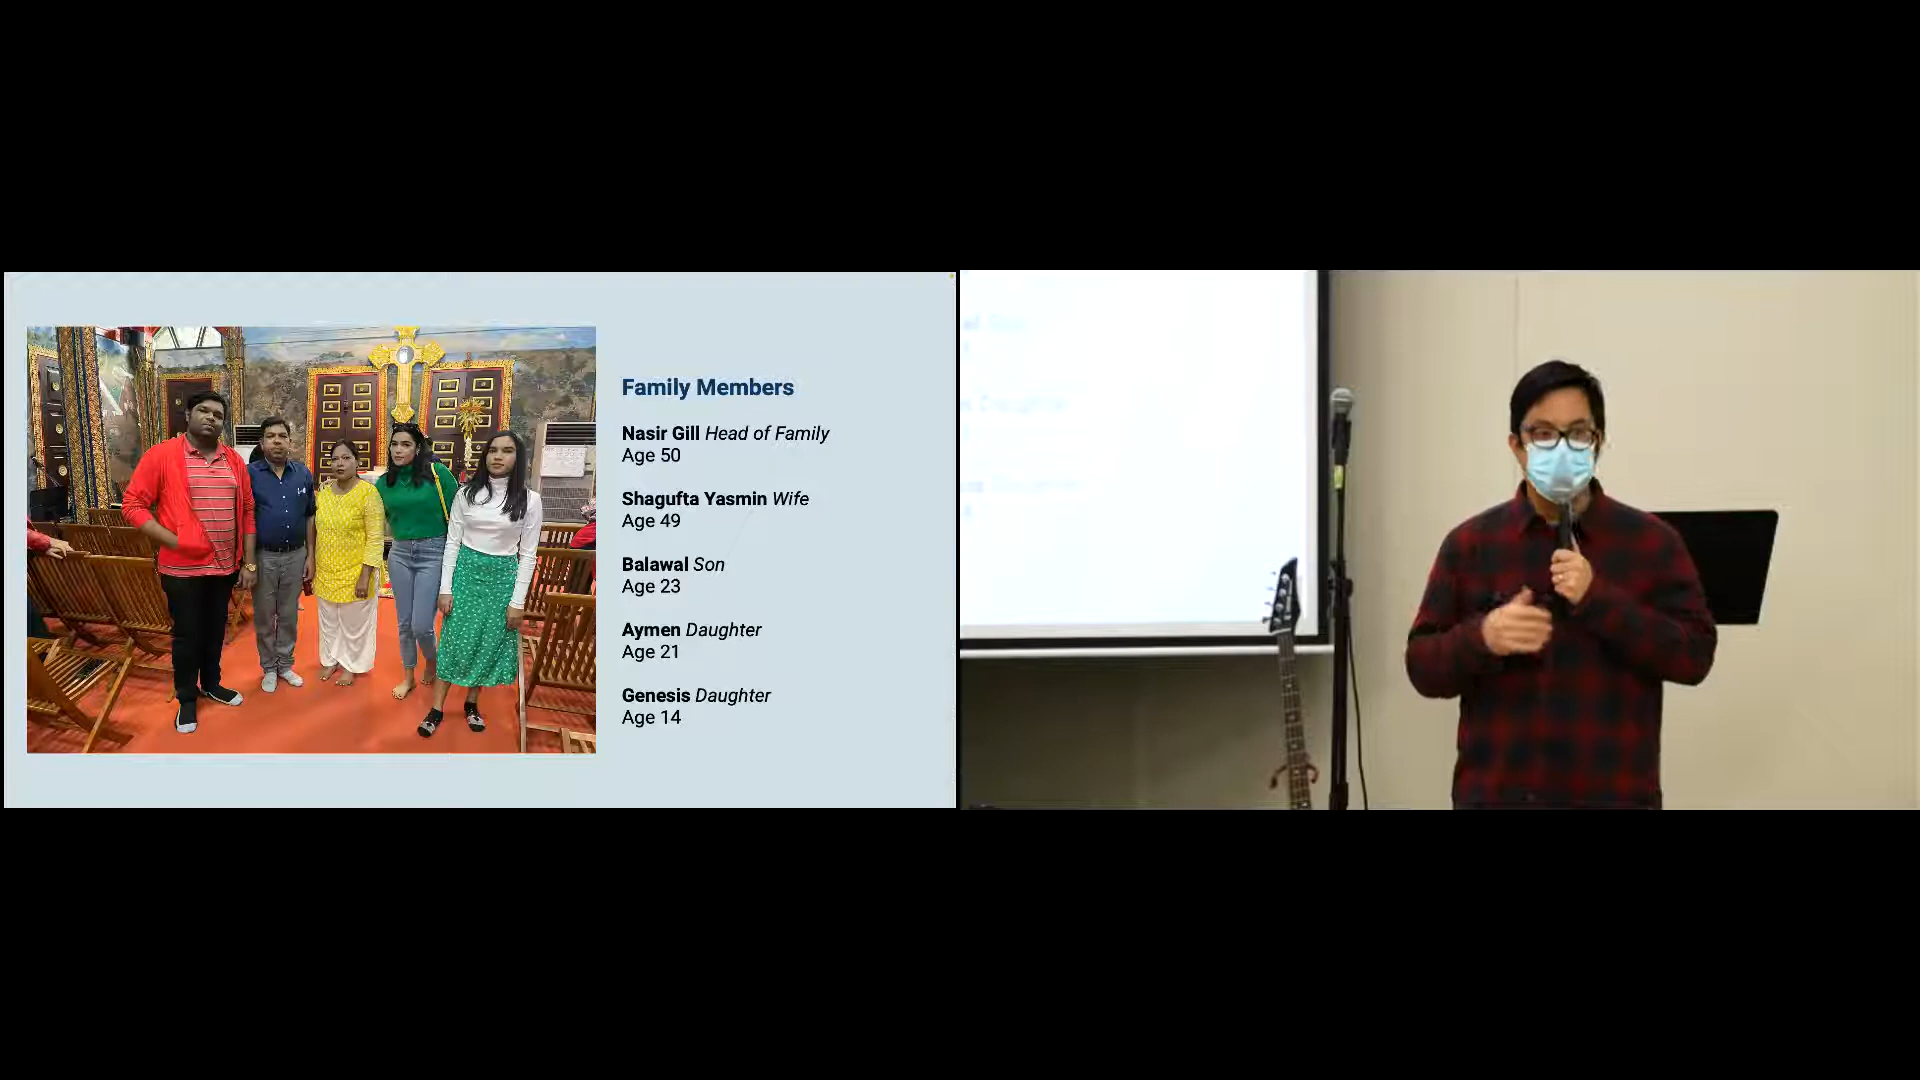 Family Members
Nasir Gill Head of Family
Age 50
Shagufta Yasmin Wife
Age 49
Balawal Son
Age 23
Aymen Daughter
Age 21
Genesis Daughter
Age 14